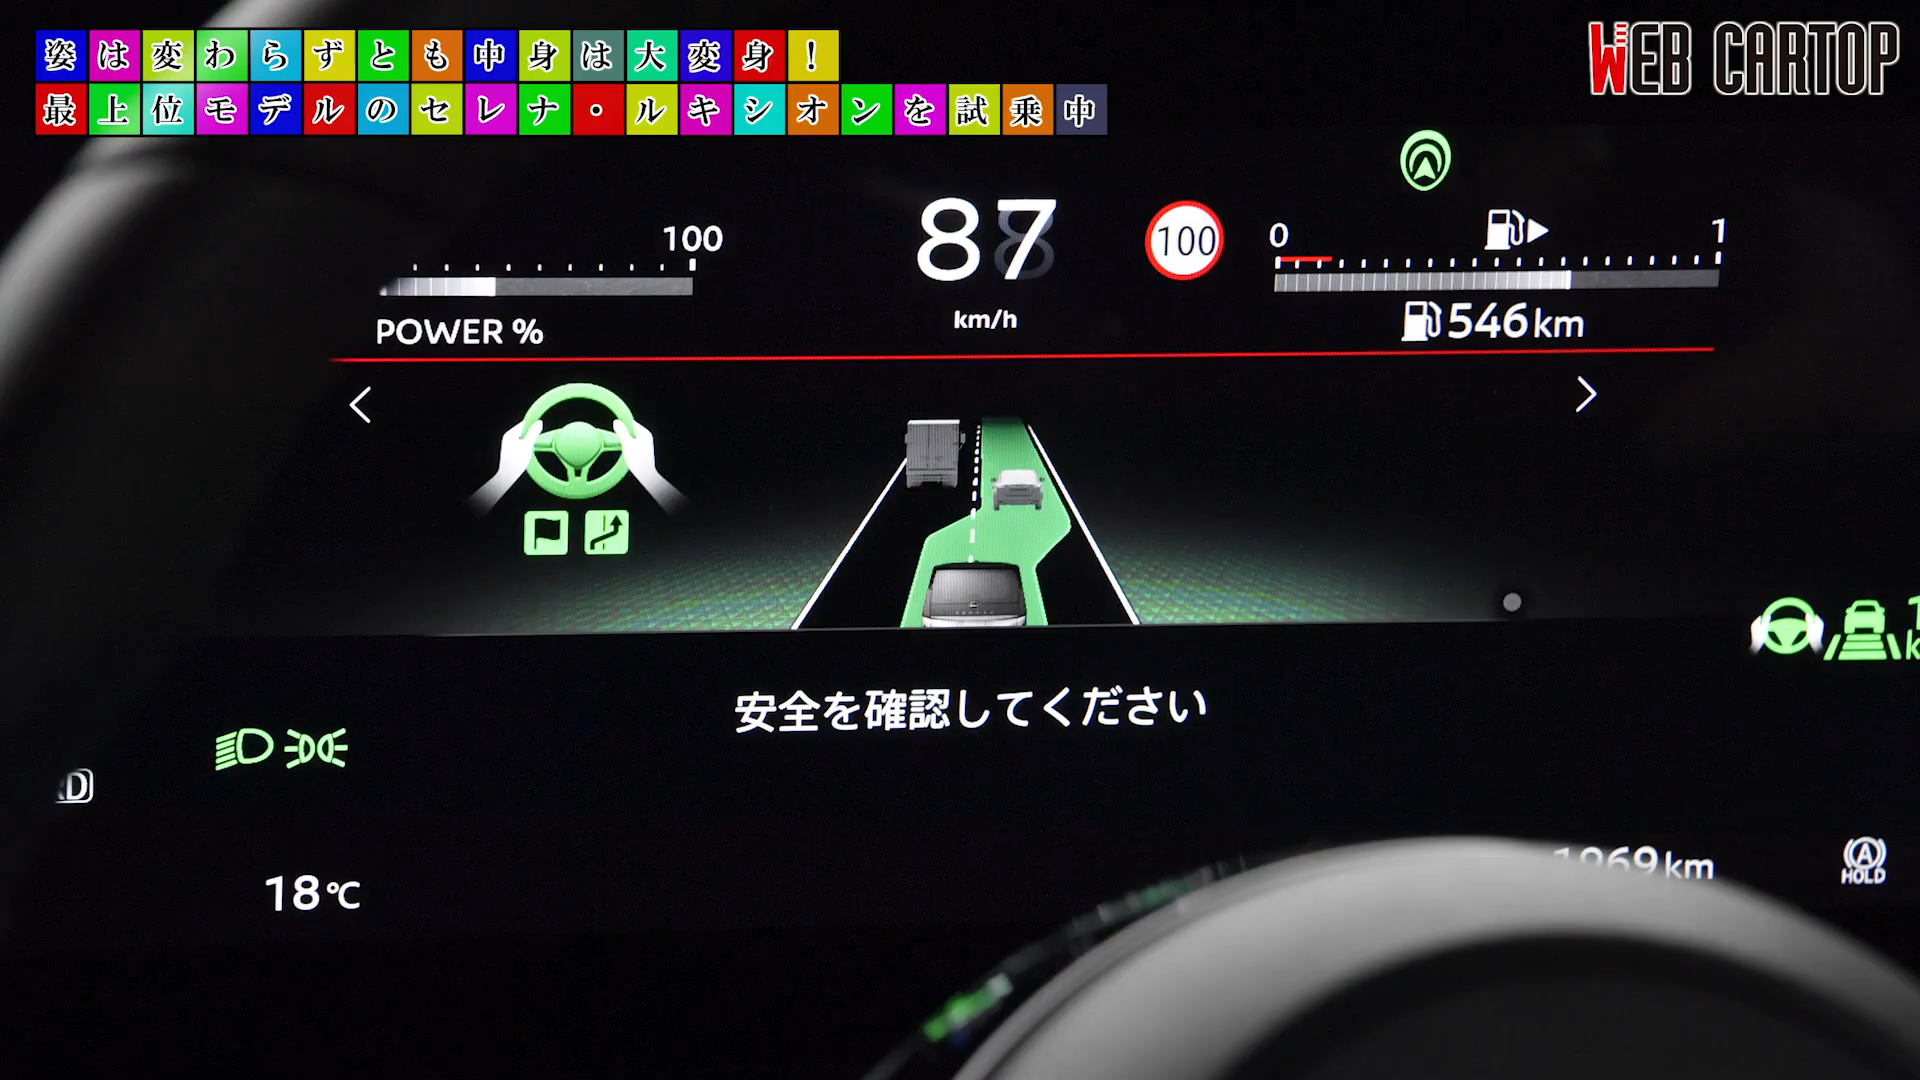 姿は変わらずとも中身は大変身!
最上位モデルのセレナ・ルキシオンを試乗中
WEB CARTOP
100
87
km/h
100
0
1
POWER %
546km
安全を確認してください
D
18℃
km
A
HOLD